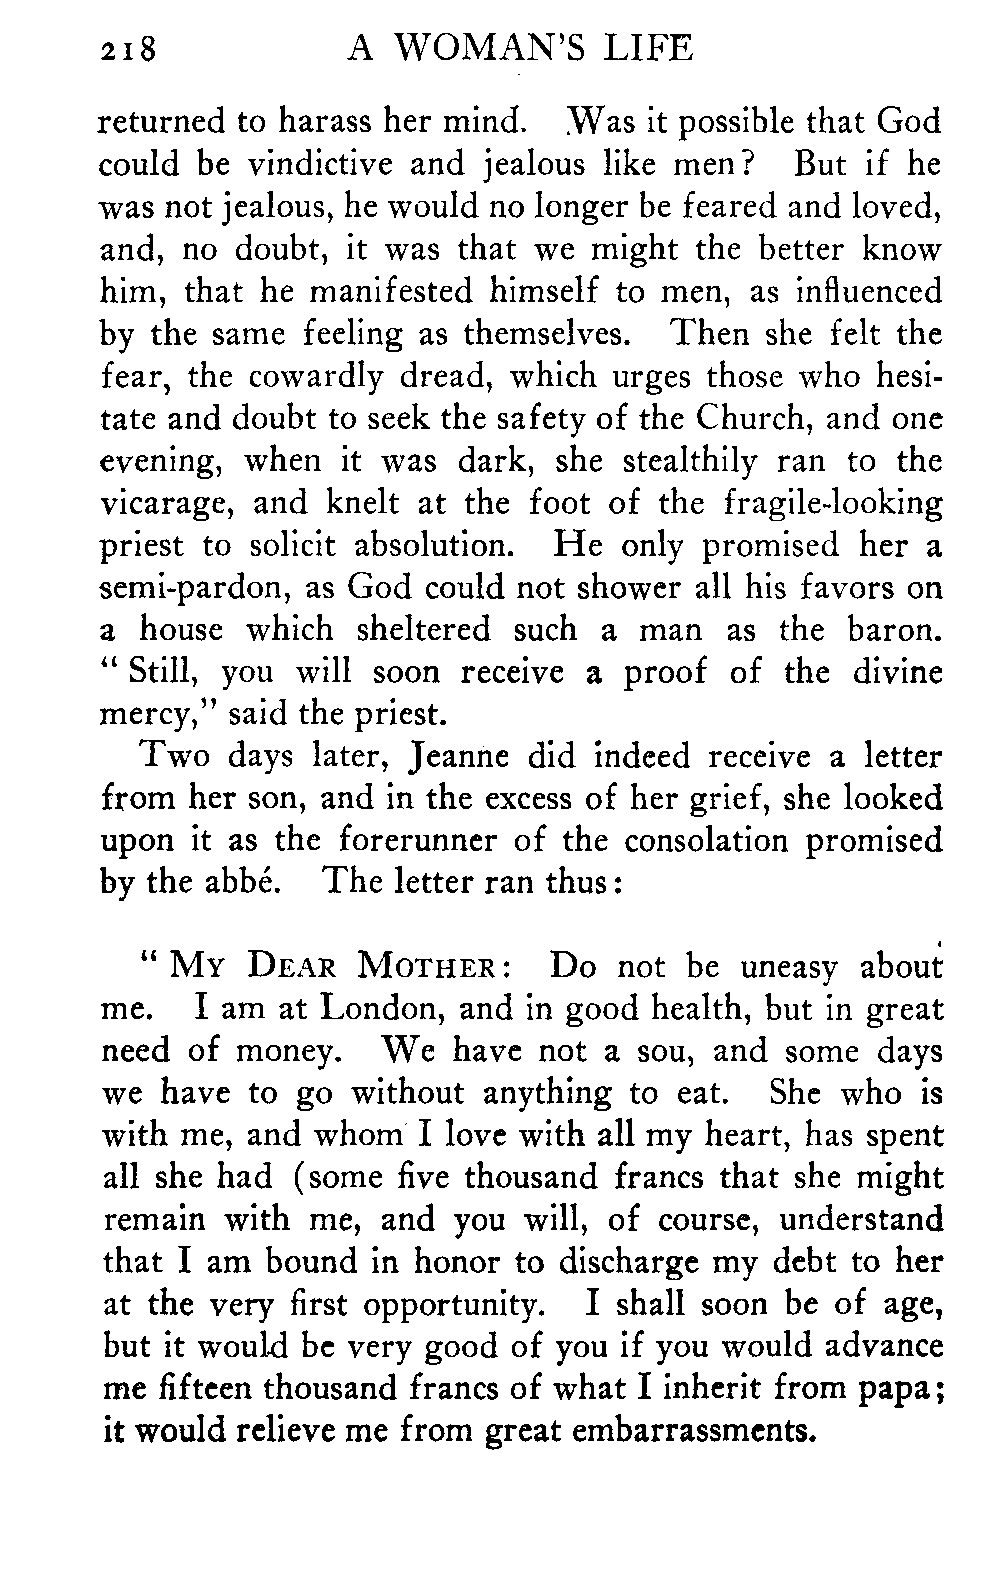 218 A WOMAN'S LIFE
returned to harass her mind. Was it possible that God
could be vindictive and jealous like men? But if he
was not jealous, he would no longer be feared and loved,
and, no doubt, it was that we might the better know
him, that he manifested himself to men, as influenced
by the same feeling as themselves. Then she felt the
fear, the cowardly dread, which urges those who hesi-
tate and doubt to seek the safety of the Church, and one
evening, when it was dark, she stealthily ran to the
vicarage, and knelt at the foot of the fragile-looking
priest to solicit absolution. He only promised her a
semi-pardon, as God could not shower all his favors on
a house which sheltered such a man as the baron.
"Still, you will soon receive a proof of the divine
mercy," said the priest.
Two days later, Jeanne did indeed receive a letter
from her son, and in the excess of her grief, she looked
upon it as the forerunner of the consolation promised
by the abbé. The letter ran thus:
"MY DEAR MOTHER: Do not be uneasy about
me. I am at London, and in good health, but in great
need of money. We have not a sou, and some days
we have to go without anything to eat. She who is
with me, and whom I love with all my heart, has spent
all she had (some five thousand francs that she might
remain with me, and you will, of course, understand
that I am bound in honor to discharge my debt to her
at the very first opportunity. I shall soon be of age,
but it would be very good of you if you would advance
me fifteen thousand francs of what I inherit from papa;
it would relieve me from great embarrassments.